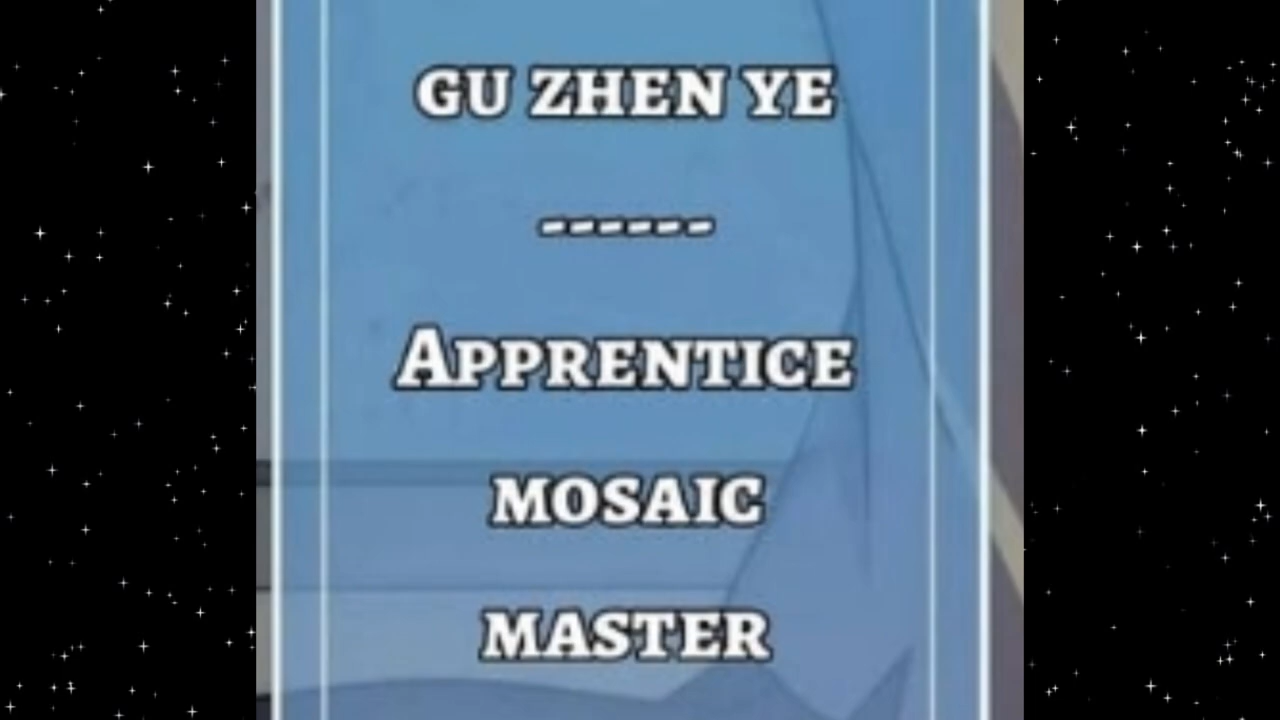 GU ZHEN YE
------
APPRENTICE
MOSAIC
MASTER